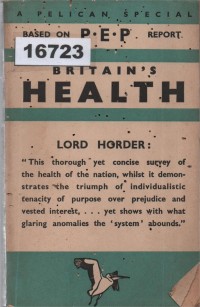 A PELICAN SPECIAL
BASED ON P·E·P REPORT
16723
BRITAIN'S
HEALTH
LORD HORDER:
"This thorough yet concise survey of
the health of the nation, whilst it demon-
strates the triumph of individualistic
tenacity of purpose over prejudice and
vested interest, . . . yet shows with what
glaring anomalies the 'system' abounds."